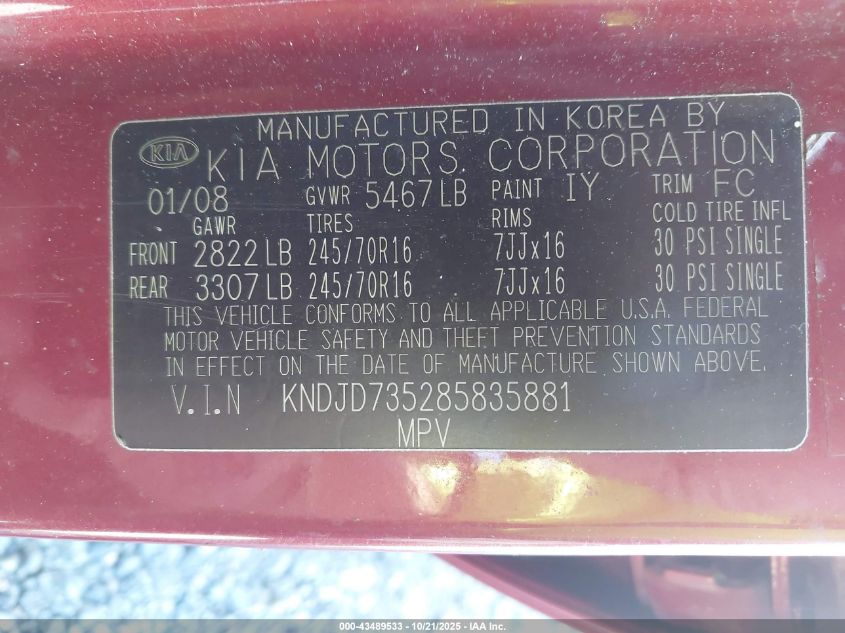 MANUFACTURED IN KOREA BY
KIA KIA MOTORS CORPORATION
01/08 GVWR 5467LB PAINT IY TRIM FC
GAWR TIRES RIMS COLD TIRE INFL
FRONT 2822LB 245/70R16 7JJx16 30 PSI SINGLE
REAR 3307LB 245/70R16 7JJx16 30 PSI SINGLE
THIS VEHICLE CONFORMS TO ALL APPLICABLE U.S.A. FEDERAL
MOTOR VEHICLE SAFETY AND THEFT PREVENTION STANDARDS
IN EFFECT ON THE DATE OF MANUFACTURE SHOWN ABOVE.
V.I.N KNDJD735285835881
MPV
000-43489533 - 10/21/2025 - IAA Inc.